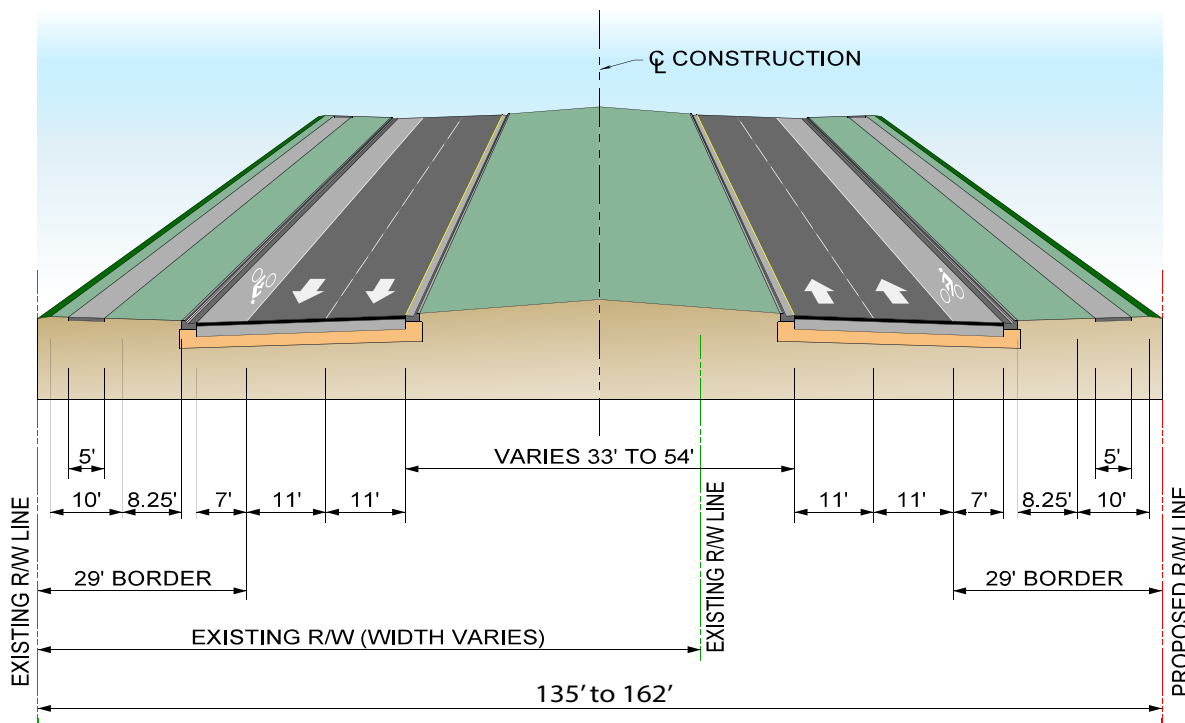 ℄ CONSTRUCTION
VARIES 33' TO 54'
5'
5'
10'
8.25'
7'
11'
11'
11'
11'
7'
8.25'
10'
29' BORDER
29' BORDER
EXISTING R/W (WIDTH VARIES)
135' to 162'
EXISTING R/W LINE
EXISTING R/W LINE
PROPOSED R/W LINE